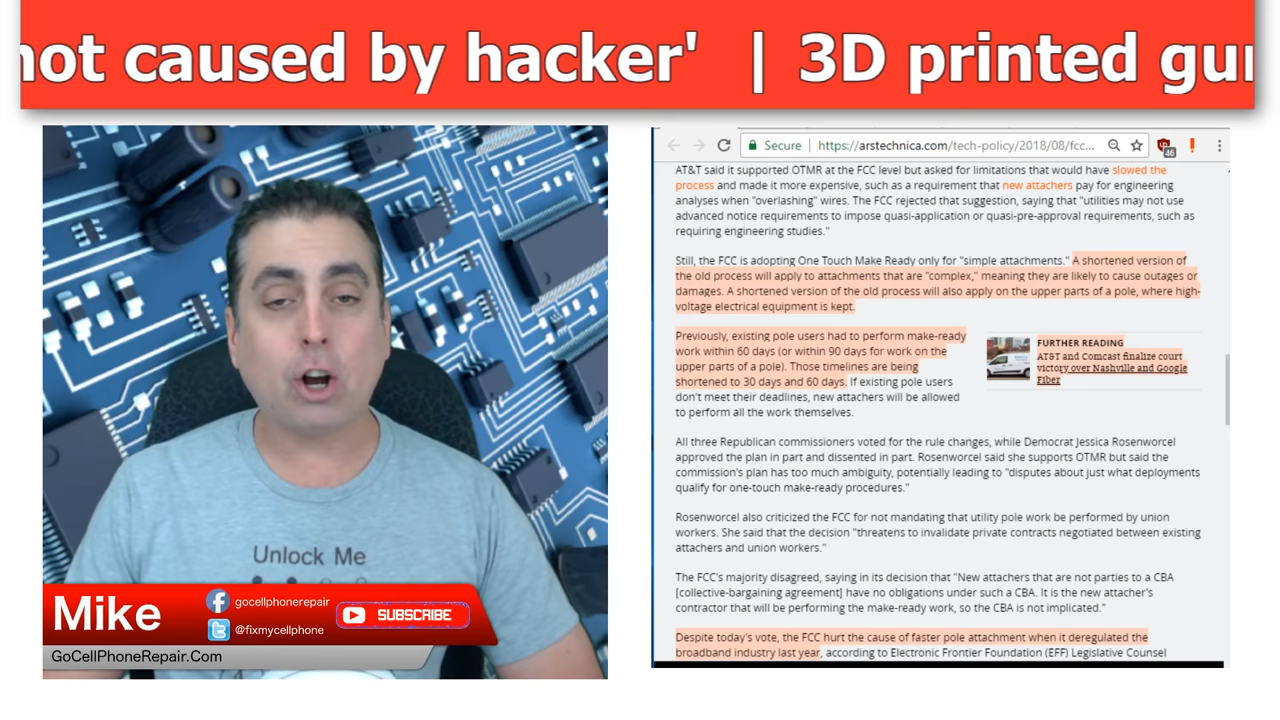 not caused by hacker' | 3D printed gu
Secure | https://arstechnica.com/tech-policy/2018/08/fcc...
46
AT&T said it supported OTMR at the FCC level but asked for limitations that would have slowed the
process and made it more expensive, such as a requirement that new attachers pay for engineering
analyses when "overlashing" wires. The FCC rejected that suggestion, saying that "utilities may not use
advanced notice requirements to impose quasi-application or quasi-pre-approval requirements, such as
requiring engineering studies."
Still, the FCC is adopting One Touch Make Ready only for "simple attachments." A shortened version of
the old process will apply to attachments that are "complex," meaning they are likely to cause outages or
damages. A shortened version of the old process will also apply on the upper parts of a pole, where high-
voltage electrical equipment is kept.
Previously, existing pole users had to perform make-ready
work within 60 days (or within 90 days for work on the
upper parts of a pole). Those timelines are being
shortened to 30 days and 60 days. If existing pole users
don't meet their deadlines, new attachers will be allowed
to perform all the work themselves.
FURTHER READING
AT&T and Comcast finalize court
victory over Nashville and Google
Fiber
All three Republican commissioners voted for the rule changes, while Democrat Jessica Rosenworcel
approved the plan in part and dissented in part. Rosenworcel said she supports OTMR but said the
commission's plan has too much ambiguity, potentially leading to "disputes about just what deployments
qualify for one-touch make-ready procedures."
Rosenworcel also criticized the FCC for not mandating that utility pole work be performed by union
workers. She said that the decision "threatens to invalidate private contracts negotiated between existing
attachers and union workers."
The FCC's majority disagreed, saying in its decision that "New attachers that are not parties to a CBA
[collective-bargaining agreement] have no obligations under such a CBA. It is the new attacher's
contractor that will be performing the make-ready work, so the CBA is not implicated."
Despite today's vote, the FCC hurt the cause of faster pole attachment when it deregulated the
broadband industry last year, according to Electronic Frontier Foundation (EFF) Legislative Counsel
Unlock Me
Mike
gocellphonerepair
@fixmycellphone
SUBSCRIBE
GoCellPhoneRepair.Com